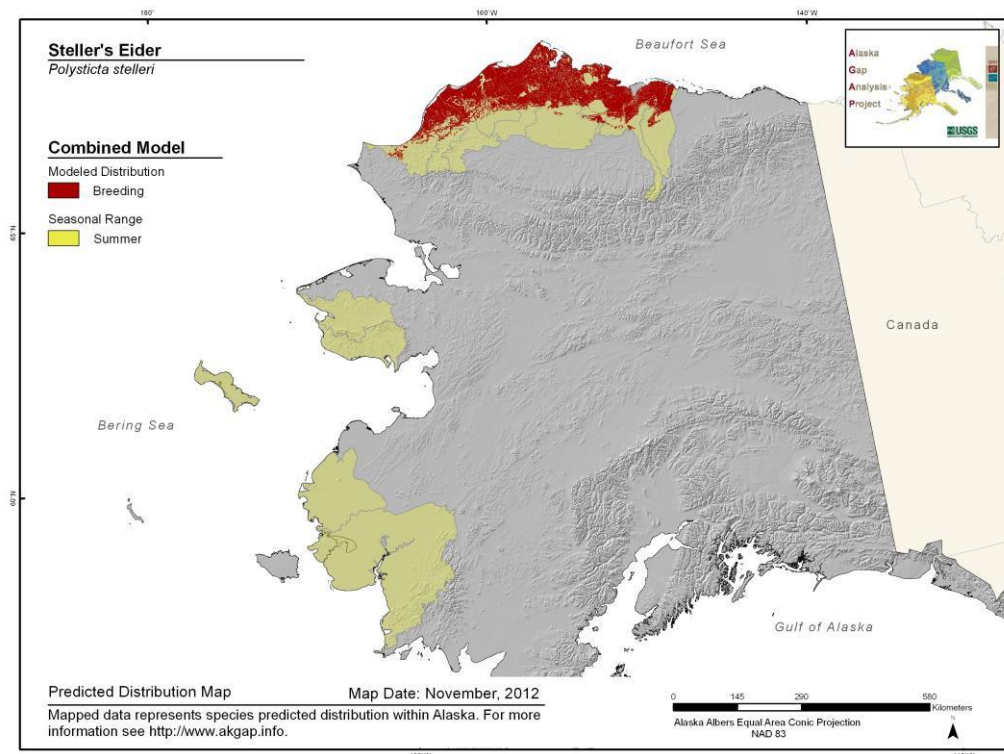 180°
160°W
140°W
Steller's Eider
Polysticta stelleri
Beaufort Sea
Alaska
Gap
Analysis
Project
USGS
Combined Model
Modeled Distribution
Breeding
Seasonal Range
Summer
65°N
Canada
Bering Sea
60°N
Gulf of Alaska
Predicted Distribution Map
Map Date: November, 2012
Mapped data represents species predicted distribution within Alaska. For more
information see http://www.akgap.info.
0 145 290 580
Kilometers
Alaska Albers Equal Area Conic Projection
NAD 83
N